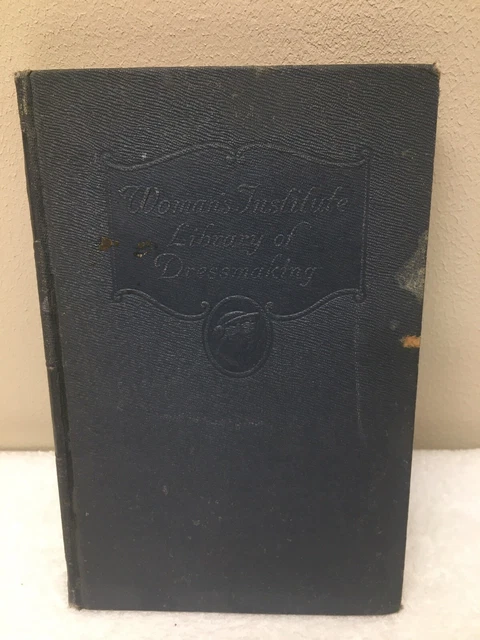 Woman's Institute
Library of
Dressmaking